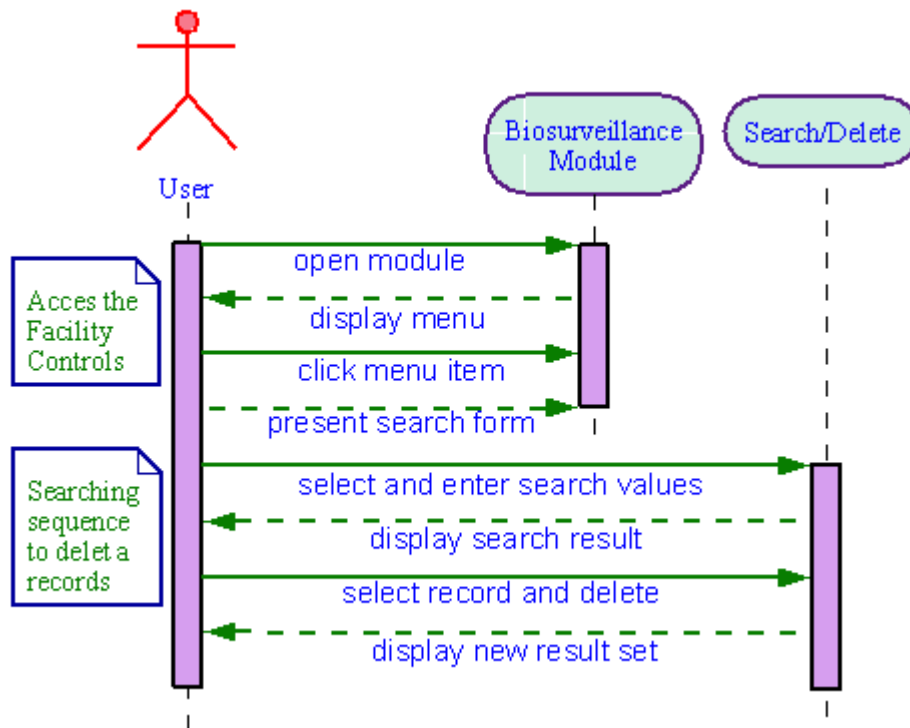 Biosurveillance
Module
Search/Delete
User
open module
Acces the
Facility
Controls
display menu
click menu item
present search form
select and enter search values
Searching
sequence
to delet a
records
display search result
select record and delete
display new result set